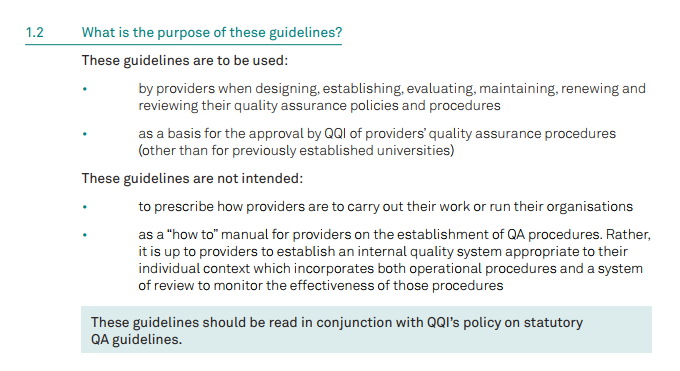 1.2 What is the purpose of these guidelines?
These guidelines are to be used:
• by providers when designing, establishing, evaluating, maintaining, renewing and
reviewing their quality assurance policies and procedures
• as a basis for the approval by QQI of providers’ quality assurance procedures
(other than for previously established universities)
These guidelines are not intended:
• to prescribe how providers are to carry out their work or run their organisations
• as a “how to” manual for providers on the establishment of QA procedures. Rather,
it is up to providers to establish an internal quality system appropriate to their
individual context which incorporates both operational procedures and a system
of review to monitor the effectiveness of those procedures
These guidelines should be read in conjunction with QQI’s policy on statutory
QA guidelines.